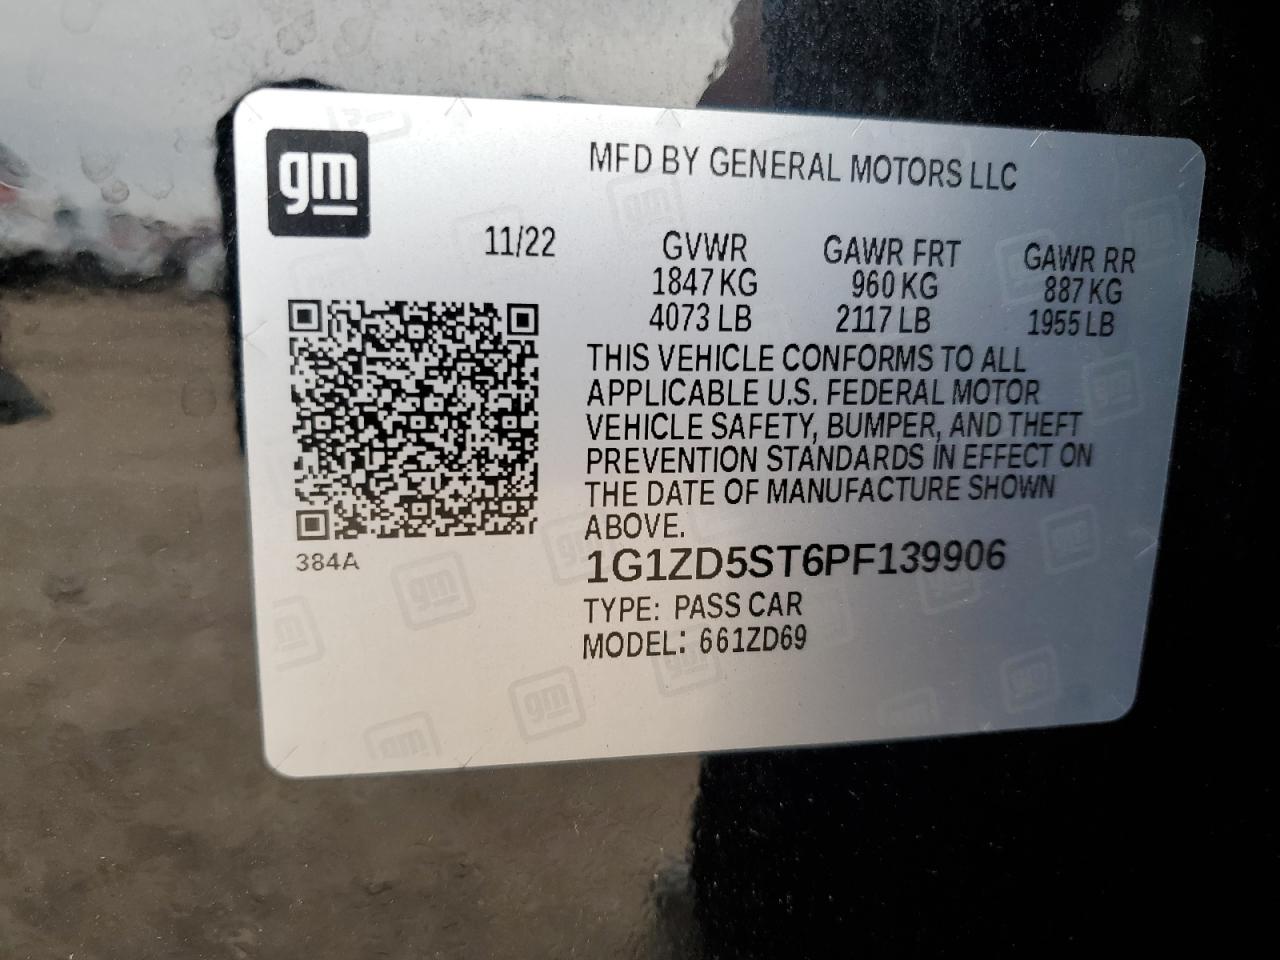 gm
MFD BY GENERAL MOTORS LLC
11/22 GVWR GAWR FRT GAWR RR
1847 KG 960 KG 887 KG
4073 LB 2117 LB 1955 LB
THIS VEHICLE CONFORMS TO ALL
APPLICABLE U.S. FEDERAL MOTOR
VEHICLE SAFETY, BUMPER, AND THEFT
PREVENTION STANDARDS IN EFFECT ON
THE DATE OF MANUFACTURE SHOWN
ABOVE.
384A
1G1ZD5ST6PF139906
TYPE: PASS CAR
MODEL: 661ZD69